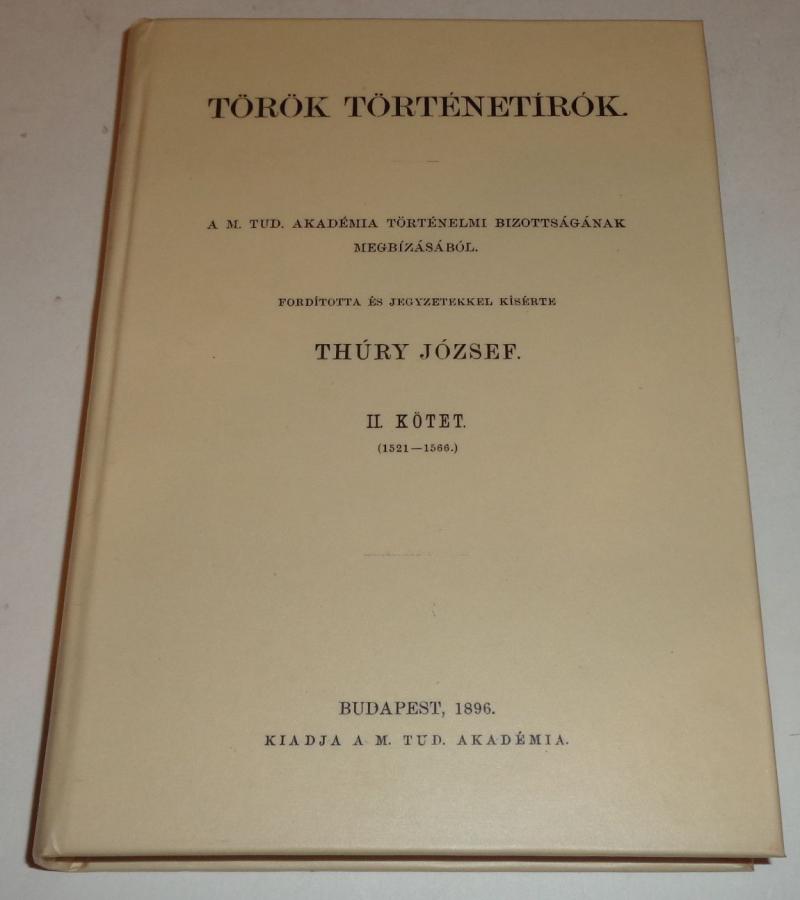 TÖRÖK TÖRTÉNETÍRÓK.
A M. TUD. AKADÉMIA TÖRTÉNELMI BIZOTTSÁGÁNAK
MEGBÍZÁSÁBÓL.
FORDÍTOTTA ÉS JEGYZETEKKEL KISÉRTE
THÚRY JÓZSEF.
II. KÖTET.
(1521—1566.)
BUDAPEST, 1896.
KIADJA A M. TUD. AKADÉMIA.